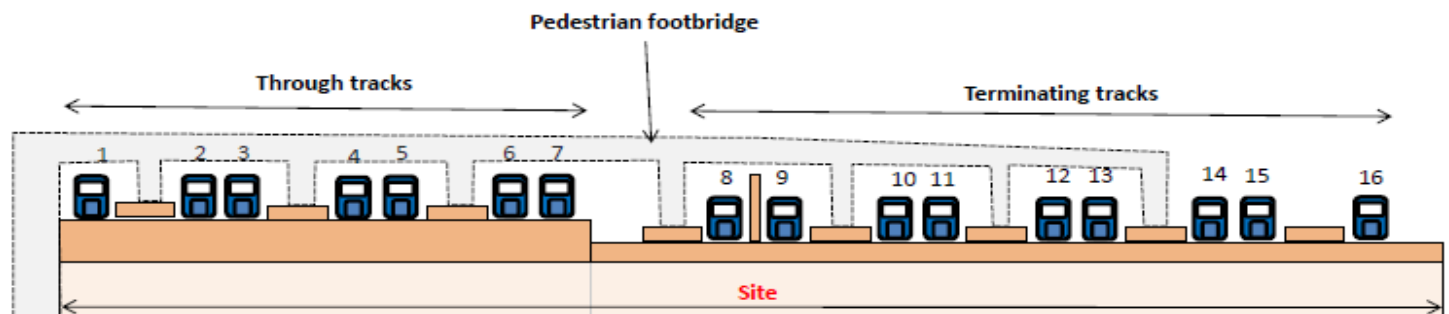 Pedestrian footbridge
Through tracks
Terminating tracks
1 2 3 4 5 6 7
8 9 10 11 12 13 14 15 16
Site